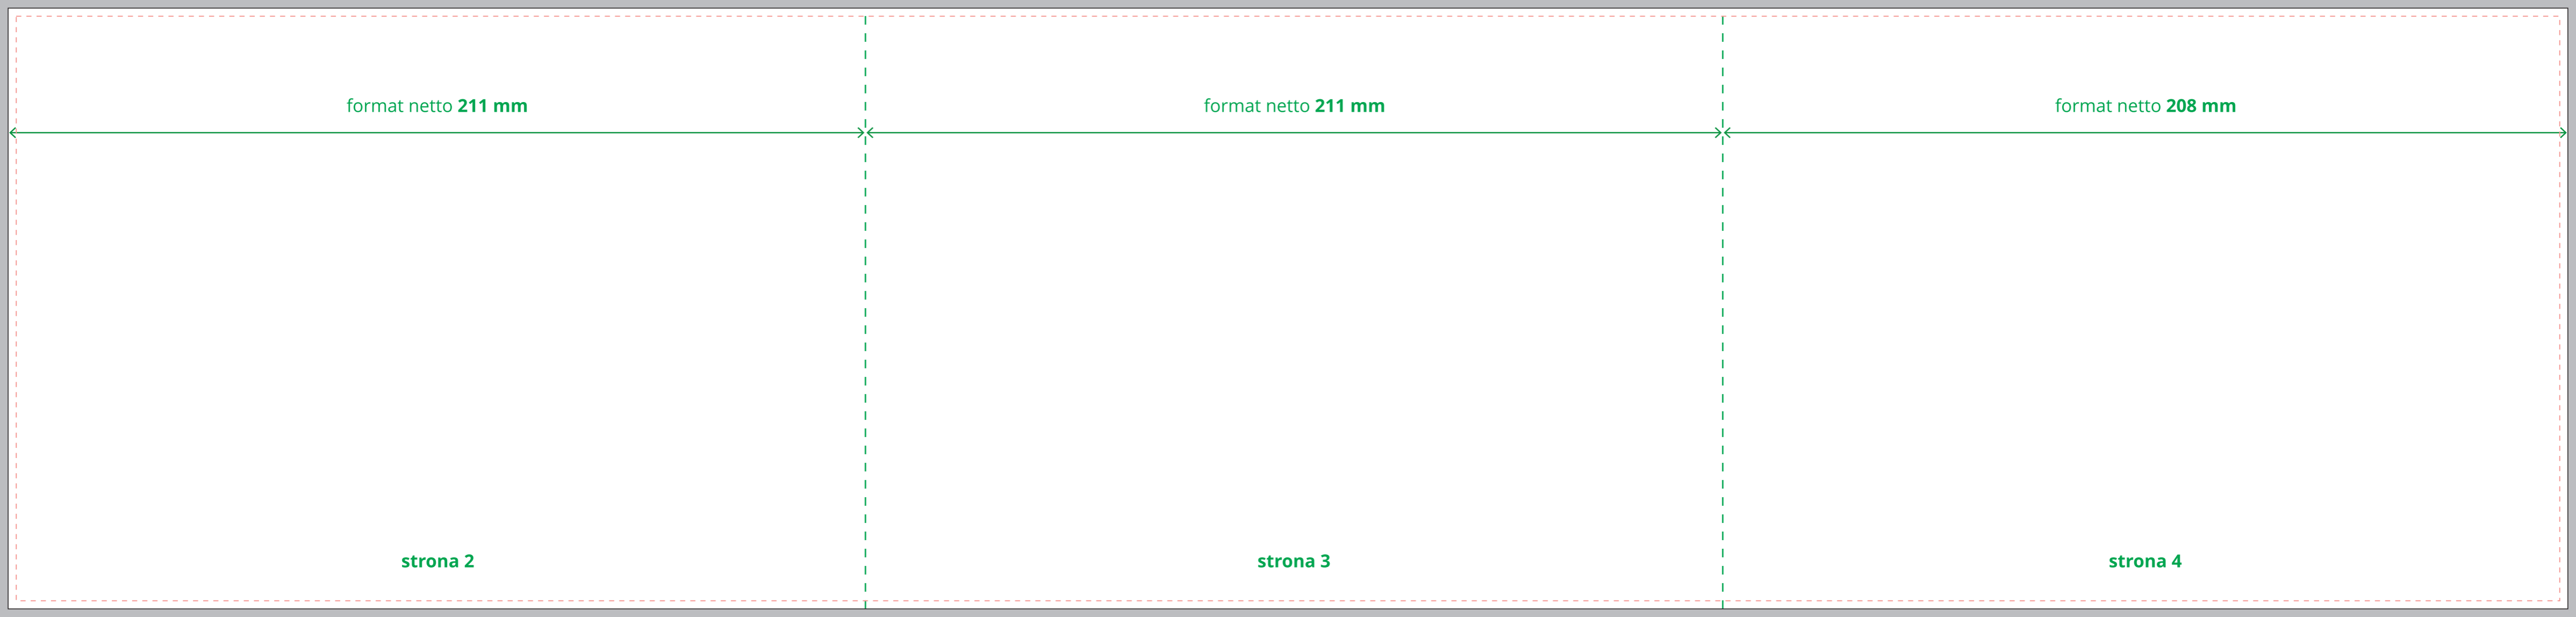 format netto 211 mm
format netto 211 mm
format netto 208 mm
strona 2
strona 3
strona 4